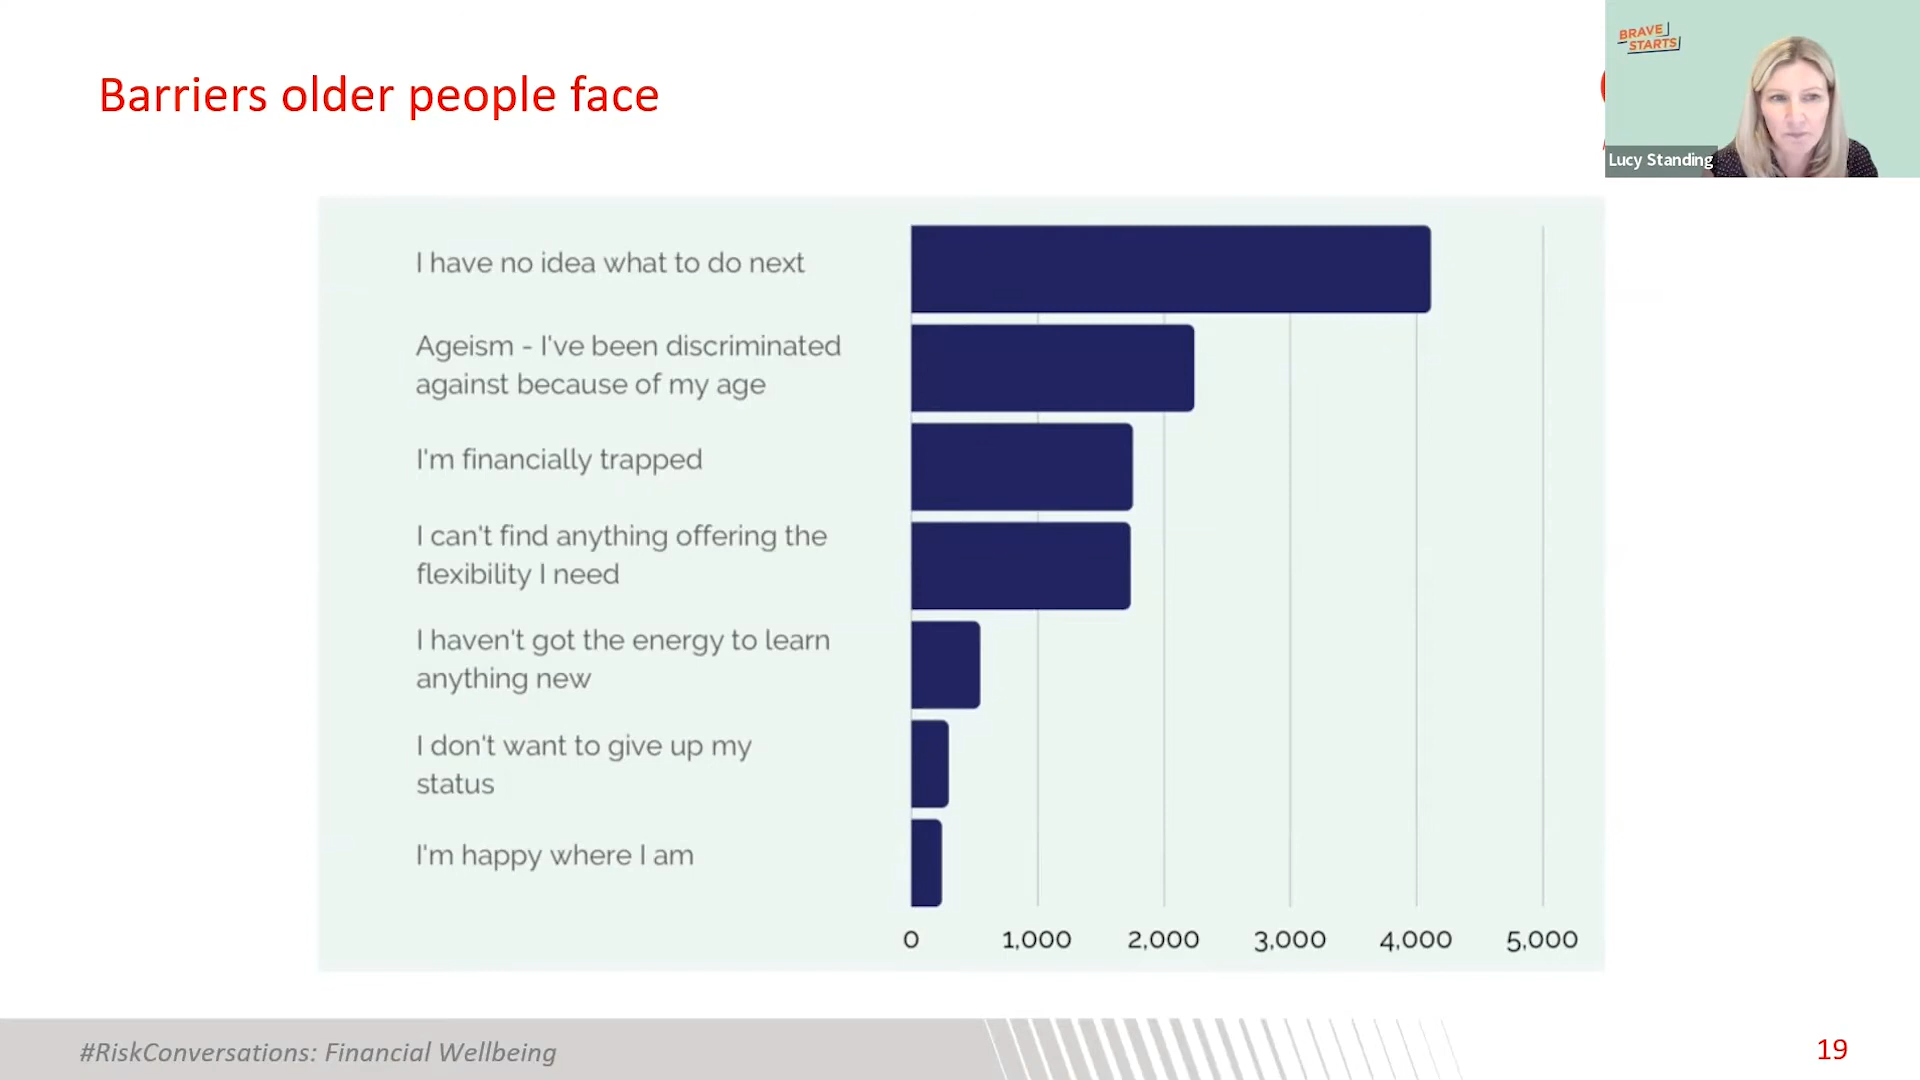 Barriers older people face
BRAVE
STARTS
Lucy Standing
I have no idea what to do next
Ageism - I've been discriminated
against because of my age
I'm financially trapped
I can't find anything offering the
flexibility I need
I haven't got the energy to learn
anything new
I don't want to give up my
status
I'm happy where I am
0 1,000 2,000 3,000 4,000 5,000
#RiskConversations: Financial Wellbeing
19